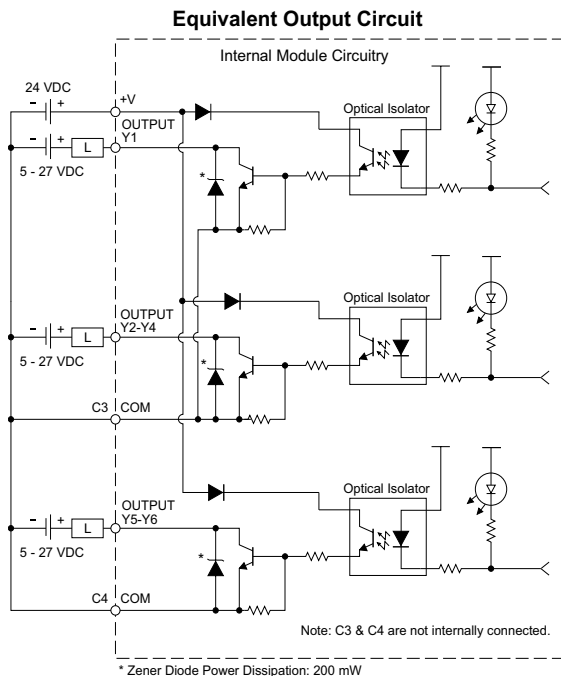 Equivalent Output Circuit
Internal Module Circuitry
24 VDC
- +
+V
Optical Isolator
OUTPUT
Y1
- +
L
5 - 27 VDC
*
Optical Isolator
OUTPUT
Y2-Y4
- +
L
5 - 27 VDC
*
C3
COM
Optical Isolator
OUTPUT
Y5-Y6
- +
L
5 - 27 VDC
*
C4
COM
Note: C3 & C4 are not internally connected.
* Zener Diode Power Dissipation: 200 mW